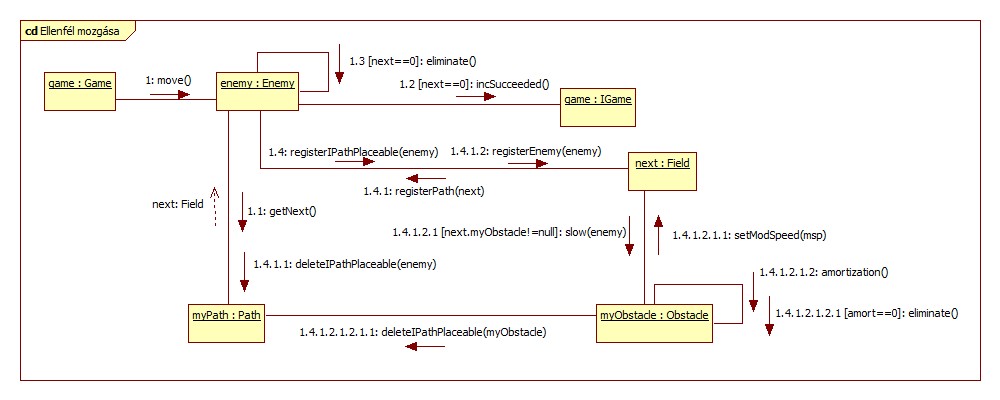 cd Ellenfél mozgása
1.3 [next==0]: eliminate()
game : Game
1: move()
enemy : Enemy
1.2 [next==0]: incSucceeded()
game : IGame
1.4: registerIPathPlaceable(enemy)
1.4.1.2: registerEnemy(enemy)
next : Field
1.4.1: registerPath(next)
next: Field
1.1: getNext()
1.4.1.2.1 [next.myObstacle!=null]: slow(enemy)
1.4.1.2.1.1: setModSpeed(msp)
1.4.1.1: deleteIPathPlaceable(enemy)
1.4.1.2.1.2: amortization()
myPath : Path
myObstacle : Obstacle
1.4.1.2.1.2.1 [amort==0]: eliminate()
1.4.1.2.1.2.1.1: deleteIPathPlaceable(myObstacle)